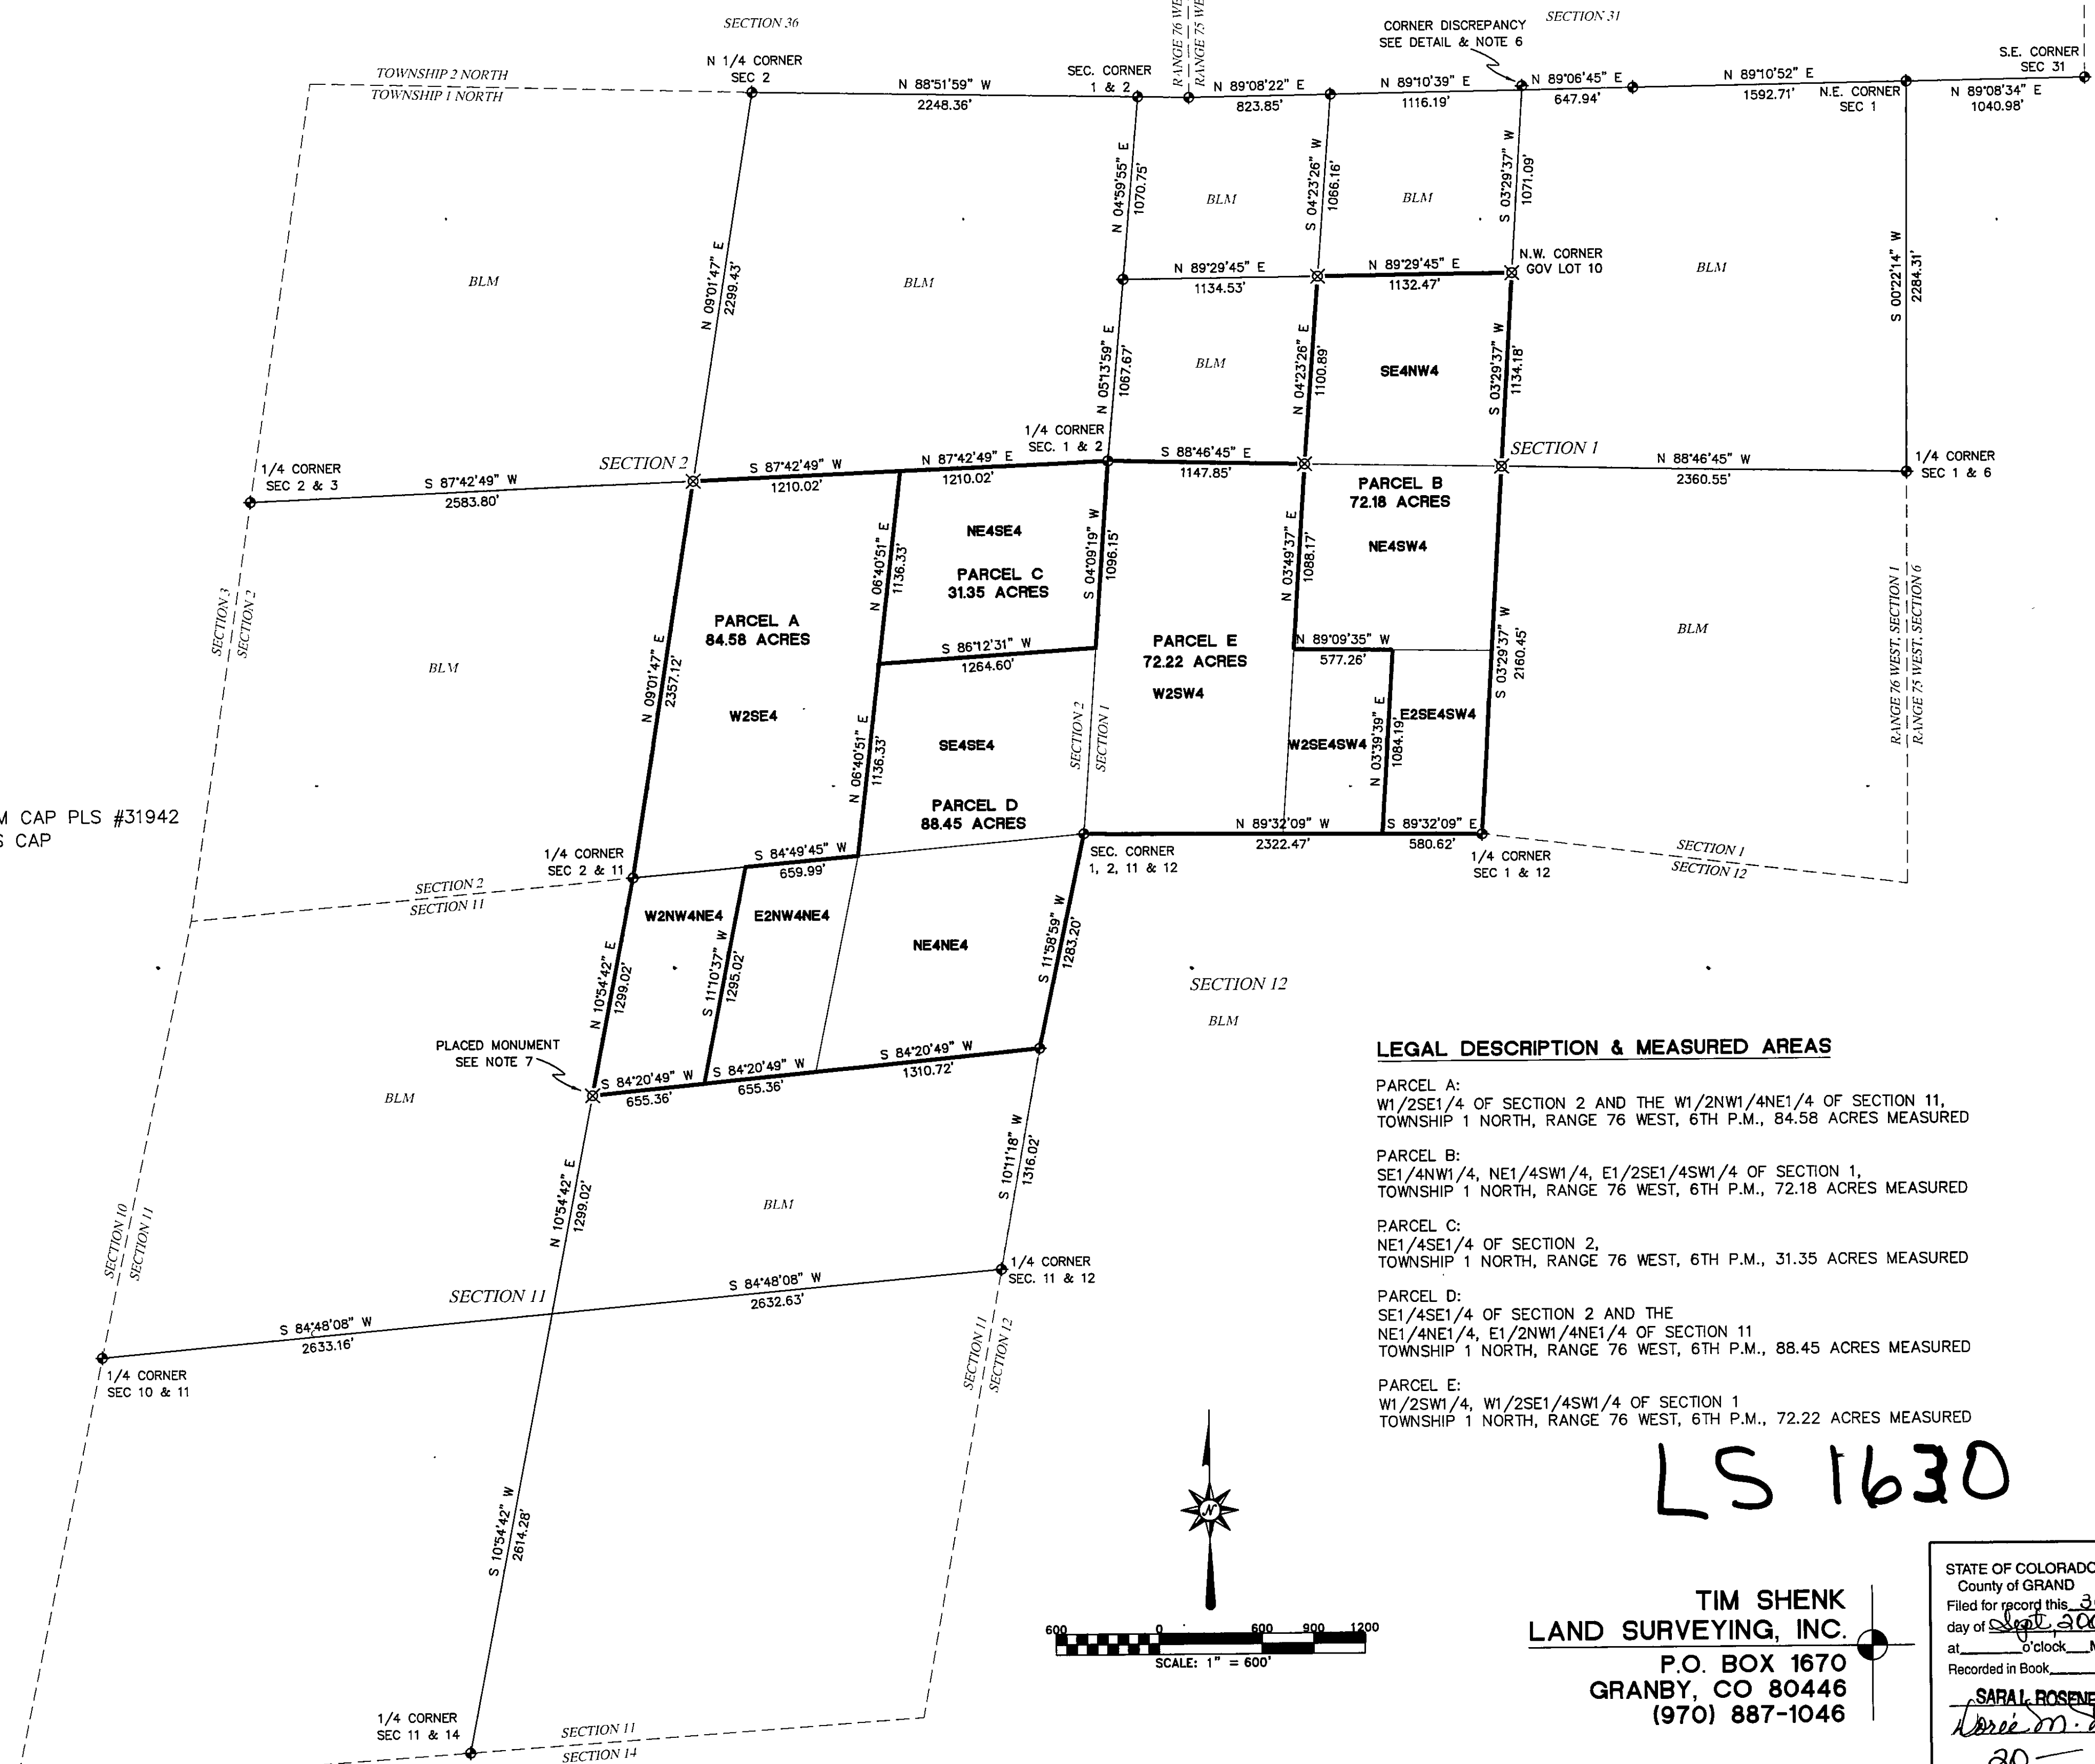 SECTION 36
RANGE 76 WE
RANGE 75 WE
CORNER DISCREPANCY
SEE DETAIL & NOTE 6
SECTION 31
S.E. CORNER
SEC 31
TOWNSHIP 2 NORTH
TOWNSHIP 1 NORTH
N 1/4 CORNER
SEC 2
N 88°51'59" W
2248.36'
SEC. CORNER
1 & 2
N 89°08'22" E
823.85'
N 89°10'39" E
1116.19'
N 89°06'45" E
647.94'
N 89°10'52" E
1592.71'
N.E. CORNER
SEC 1
N 89°08'34" E
1040.98'
N 09°01'47" E
2299.43'
N 04°59'55" E
1070.75'
S 04°23'26" W
1066.16'
S 03°29'37" W
1071.09'
S 00°22'14" W
2284.31'
BLM
BLM
BLM
BLM
BLM
N 89°29'45" E
1134.53'
N 89°29'45" E
1132.47'
N.W. CORNER
GOV LOT 10
N 05°13'59" E
1067.67'
BLM
N 04°23'26" E
1100.89'
SE4NW4
S 03°29'37" W
1134.18'
1/4 CORNER
SEC 2 & 3
S 87°42'49" W
2583.80'
SECTION 2
S 87°42'49" W
1210.02'
N 87°42'49" E
1210.02'
1/4 CORNER
SEC. 1 & 2
S 88°46'45" E
1147.85'
SECTION 1
N 88°46'45" W
2360.55'
1/4 CORNER
SEC 1 & 6
PARCEL B
72.18 ACRES
NE4SW4
NE4SE4
PARCEL C
31.35 ACRES
N 06°40'51" E
1136.33'
S 04°09'19" W
1096.15'
N 03°49'37" E
1088.17'
SECTION 3
SECTION 2
BLM
N 09°01'47" E
2357.12'
PARCEL A
84.58 ACRES
W2SE4
S 86°12'31" W
1264.60'
PARCEL E
72.22 ACRES
W2SW4
N 89°09'35" W
577.26'
S 03°29'37" W
2160.45'
BLM
RANGE 76 WEST, SECTION 1
RANGE 75 WEST, SECTION 6
N 06°40'51" E
1136.33'
SE4SE4
SECTION 2
SECTION 1
W2SE4SW4
N 03°39'39" E
1084.19'
E2SE4SW4
PARCEL D
88.45 ACRES
M CAP PLS #31942
S CAP
1/4 CORNER
SEC 2 & 11
S 84°49'45" W
659.99'
N 89°32'09" W
2322.47'
S 89°32'09" E
580.62'
SEC. CORNER
1, 2, 11 & 12
1/4 CORNER
SEC 1 & 12
SECTION 1
SECTION 12
SECTION 2
SECTION 11
W2NW4NE4
E2NW4NE4
NE4NE4
N 10°54'42" E
1299.02'
S 11°10'37" W
1295.02'
S 11°58'59" W
1283.20'
SECTION 12
BLM
PLACED MONUMENT
SEE NOTE 7
S 84°20'49" W
655.36'
S 84°20'49" W
655.36'
S 84°20'49" W
1310.72'
BLM
N 10°54'42" E
1299.02'
BLM
S 10°11'18" W
1316.02'
SECTION 10
SECTION 11
1/4 CORNER
SEC. 11 & 12
SECTION 11
S 84°48'08" W
2632.63'
S 84°48'08" W
2633.16'
1/4 CORNER
SEC 10 & 11
SECTION 11
SECTION 12
S 10°54'42" W
2614.28'
1/4 CORNER
SEC 11 & 14
SECTION 11
SECTION 14
LEGAL DESCRIPTION & MEASURED AREAS
PARCEL A:
W1/2SE1/4 OF SECTION 2 AND THE W1/2NW1/4NE1/4 OF SECTION 11,
TOWNSHIP 1 NORTH, RANGE 76 WEST, 6TH P.M., 84.58 ACRES MEASURED
PARCEL B:
SE1/4NW1/4, NE1/4SW1/4, E1/2SE1/4SW1/4 OF SECTION 1,
TOWNSHIP 1 NORTH, RANGE 76 WEST, 6TH P.M., 72.18 ACRES MEASURED
PARCEL C:
NE1/4SE1/4 OF SECTION 2,
TOWNSHIP 1 NORTH, RANGE 76 WEST, 6TH P.M., 31.35 ACRES MEASURED
PARCEL D:
SE1/4SE1/4 OF SECTION 2 AND THE
NE1/4NE1/4, E1/2NW1/4NE1/4 OF SECTION 11
TOWNSHIP 1 NORTH, RANGE 76 WEST, 6TH P.M., 88.45 ACRES MEASURED
PARCEL E:
W1/2SW1/4, W1/2SE1/4SW1/4 OF SECTION 1
TOWNSHIP 1 NORTH, RANGE 76 WEST, 6TH P.M., 72.22 ACRES MEASURED
LS 1630
N
600 0 600 900 1200
SCALE: 1" = 600'
TIM SHENK
LAND SURVEYING, INC.
P.O. BOX 1670
GRANBY, CO 80446
(970) 887-1046
STATE OF COLORADO
County of GRAND
Filed for record this 3
day of Sept, 200
at o'clock M
Recorded in Book
SARA L. ROSENE
20